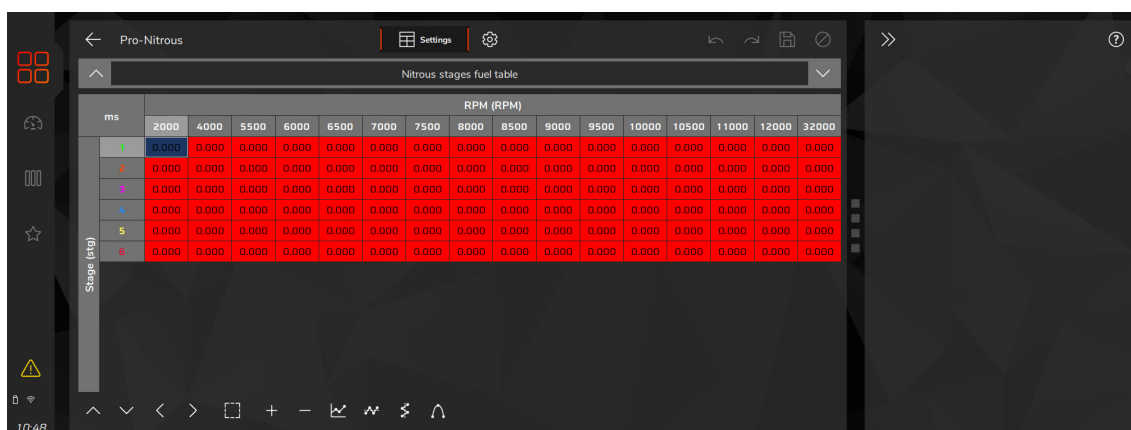 Pro-Nitrous Settings
Nitrous stages fuel table
ms RPM (RPM)
2000 4000 5500 6000 6500 7000 7500 8000 8500 9000 9500 10000 10500 11000 12000 32000
1 0.000 0.000 0.000 0.000 0.000 0.000 0.000 0.000 0.000 0.000 0.000 0.000 0.000 0.000 0.000 0.000
0.000 0.000 0.000 0.000 0.000 0.000 0.000 0.000 0.000 0.000 0.000 0.000 0.000 0.000 0.000 0.000
0.000 0.000 0.000 0.000 0.000 0.000 0.000 0.000 0.000 0.000 0.000 0.000 0.000 0.000 0.000 0.000
0.000 0.000 0.000 0.000 0.000 0.000 0.000 0.000 0.000 0.000 0.000 0.000 0.000 0.000 0.000 0.000
5 0.000 0.000 0.000 0.000 0.000 0.000 0.000 0.000 0.000 0.000 0.000 0.000 0.000 0.000 0.000 0.000
6 0.000 0.000 0.000 0.000 0.000 0.000 0.000 0.000 0.000 0.000 0.000 0.000 0.000 0.000 0.000 0.000
Stage (stg)
10:48